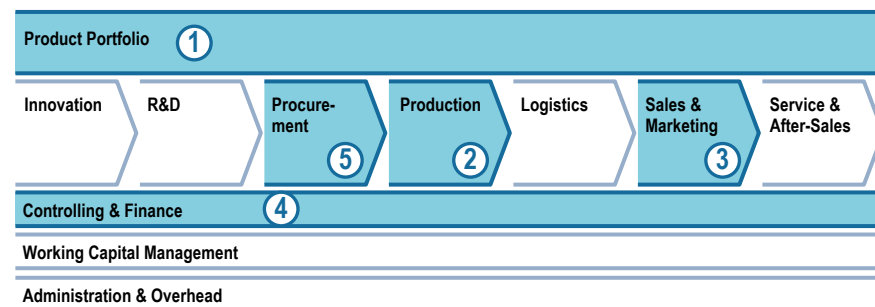 Product Portfolio 1
Innovation
R&D
Procure-
ment
5
Production
2
Logistics
Sales &
Marketing
3
Service &
After-Sales
Controlling & Finance 4
Working Capital Management
Administration & Overhead